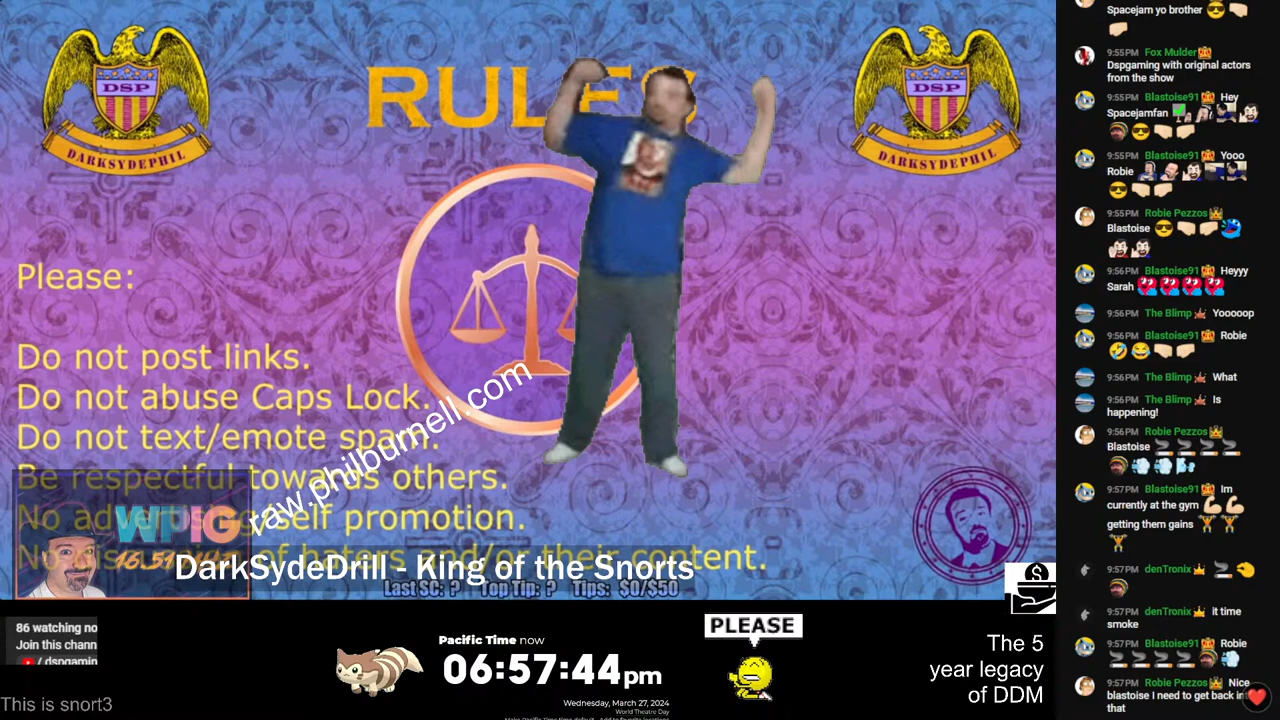 DSP
DARKSYDEPHIL
RULES
DSP
DARKSYDEPHIL
Please:
Do not post links.
Do not abuse Caps Lock.
Do not text/emote spam.
Be respectful towards others.
No advertising/self promotion.
of haters and/or their content.
raw.philburnell.com
WPIG
DarkSydeDrill - King of the Snorts
Last SC: ? Top Tip: ? Tips: $0/$50
86 watching no
Join this chann
/ dspgamin
This is snort3
Pacific Time now
06:57:44pm
Wednesday, March 27, 2024
World Theatre Day
PLEASE
The 5
year legacy
of DDM
Spacejam yo brother
9:55PM Fox Mulder
Dspgaming with original actors
from the show
9:55PM Blastoise91 Hey
Spacejamfan
9:55PM Blastoise91 Yooo
Robie
9:55PM Robie Pezzos
Blastoise
9:56PM Blastoise91 Heyyy
Sarah
9:56PM The Blimp Yooooop
9:56PM Blastoise91 Robie
9:56PM The Blimp What
9:56PM The Blimp Is
happening!
9:56PM Robie Pezzos
Blastoise
9:57PM Blastoise91 Im
currently at the gym
getting them gains
9:57PM denTronix
9:57PM denTronix it time
smoke
9:57PM Blastoise91 Robie
9:57PM Robie Pezzos Nice
blastoise I need to get back in
that